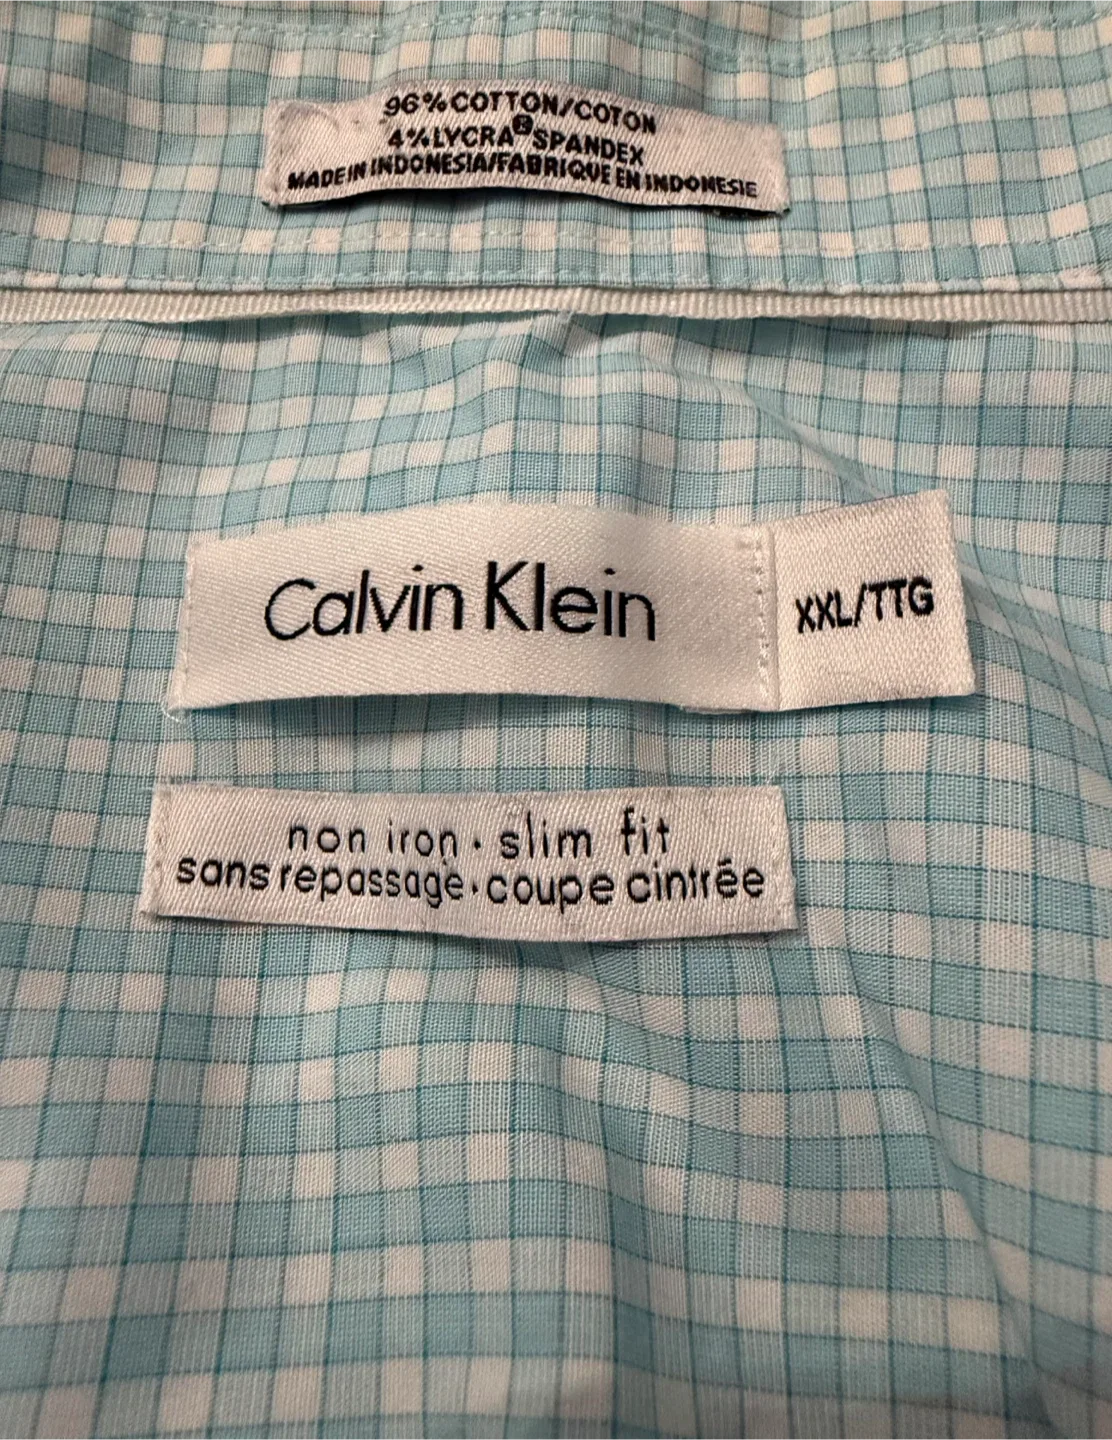 96% COTTON/COTON
4% LYCRA® SPANDEX
MADE IN INDONESIA/FABRIQUE EN INDONESIE
Calvin Klein
XXL/TTG
non iron · slim fit
sans repassage · coupe cintrée